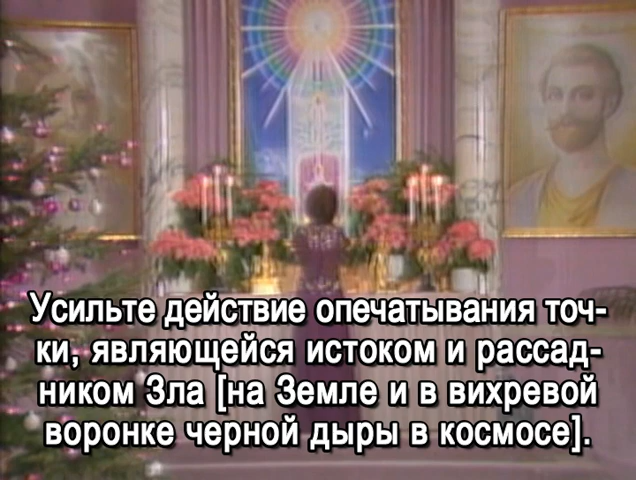 Усильте действие опечатывания точ-
ки, являющейся истоком и рассад-
ником Зла [на Земле и в вихревой
воронке черной дыры в космосе].